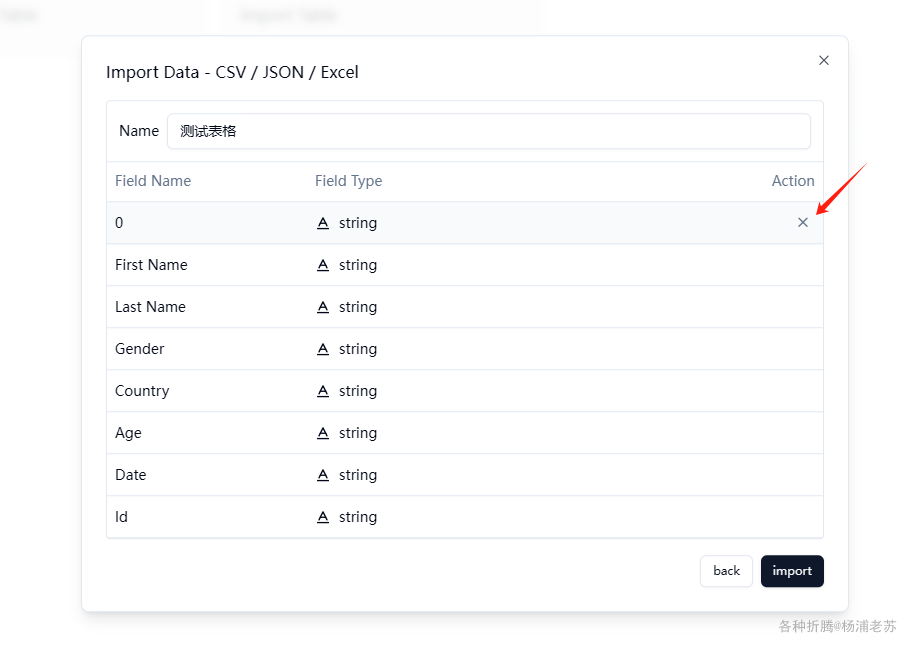 Import Table
Import Data - CSV / JSON / Excel
Name 测试表格
Field Name Field Type Action
0 string
First Name string
Last Name string
Gender string
Country string
Age string
Date string
Id string
back import
各种折腾@杨浦老苏